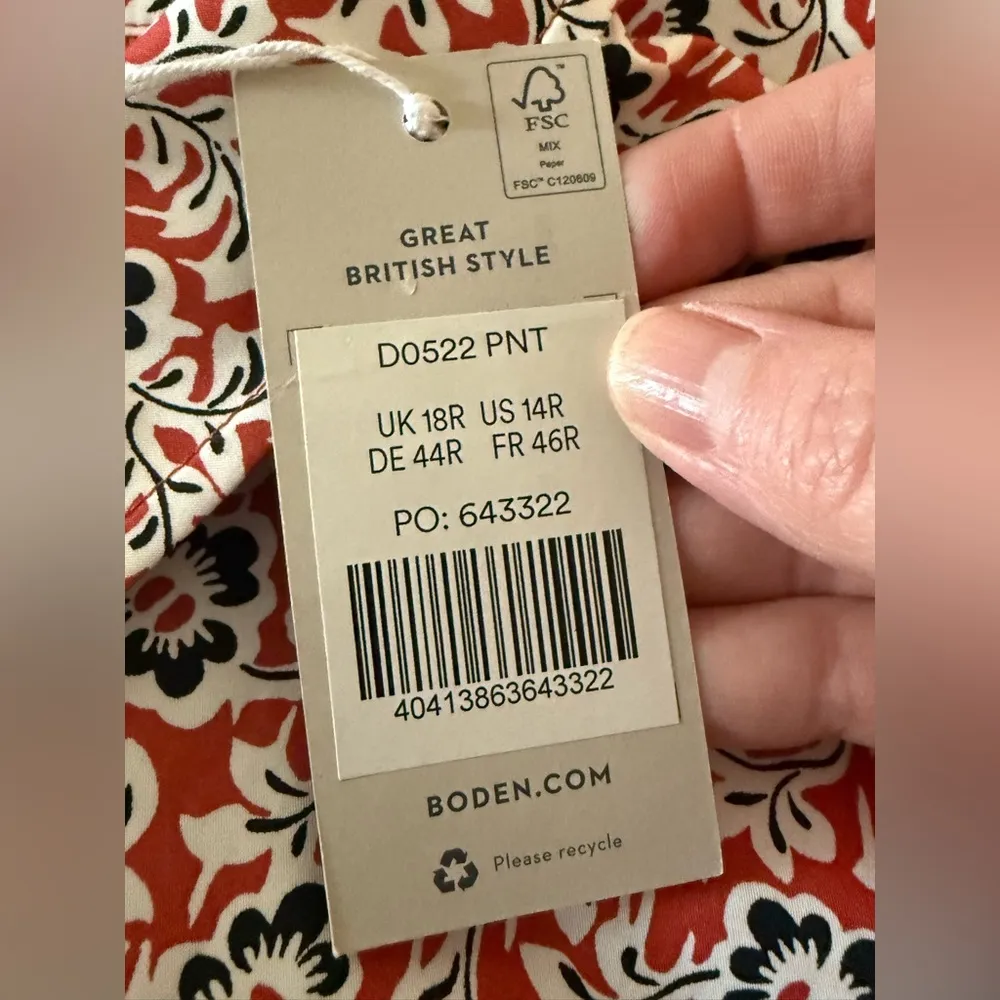 FSC™
MIX
Paper
FSC™ C120609
GREAT
BRITISH STYLE
D0522 PNT
UK 18R US 14R
DE 44R FR 46R
PO: 643322
40413863643322
BODEN.COM
Please recycle